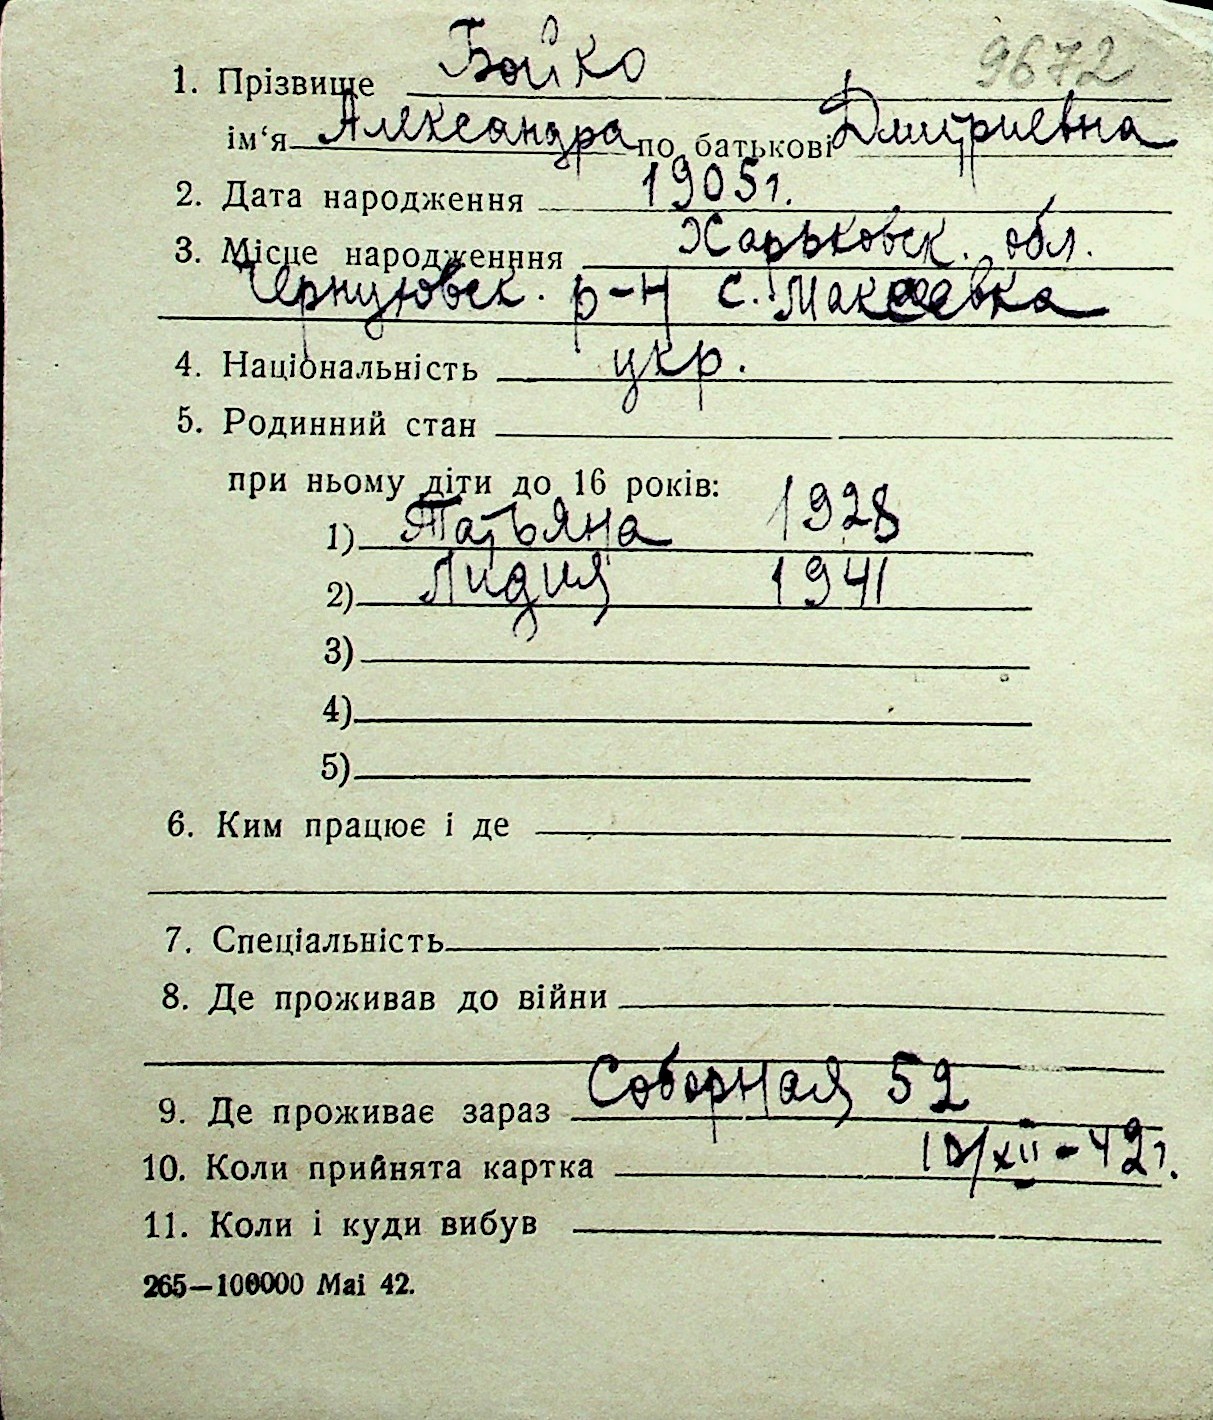 9672
1. Прізвище Бойко
ім‘я Александра по батькові Дмитриевна
2. Дата народження 1905 г.
3. Місце народженння Харьковск. обл.
р-н с. Макеевка
4. Національність укр.
5. Родинний стан
при ньому діти до 16 років:
1) Татьяна 1928
2) Лидия 1941
3)
4)
5)
6. Ким працює і де
7. Спеціальність
8. Де проживав до війни
9. Де проживає зараз Соборная 52
10. Коли прийнята картка /XII-42 г.
11. Коли і куди вибув
265—100000 Mai 42.